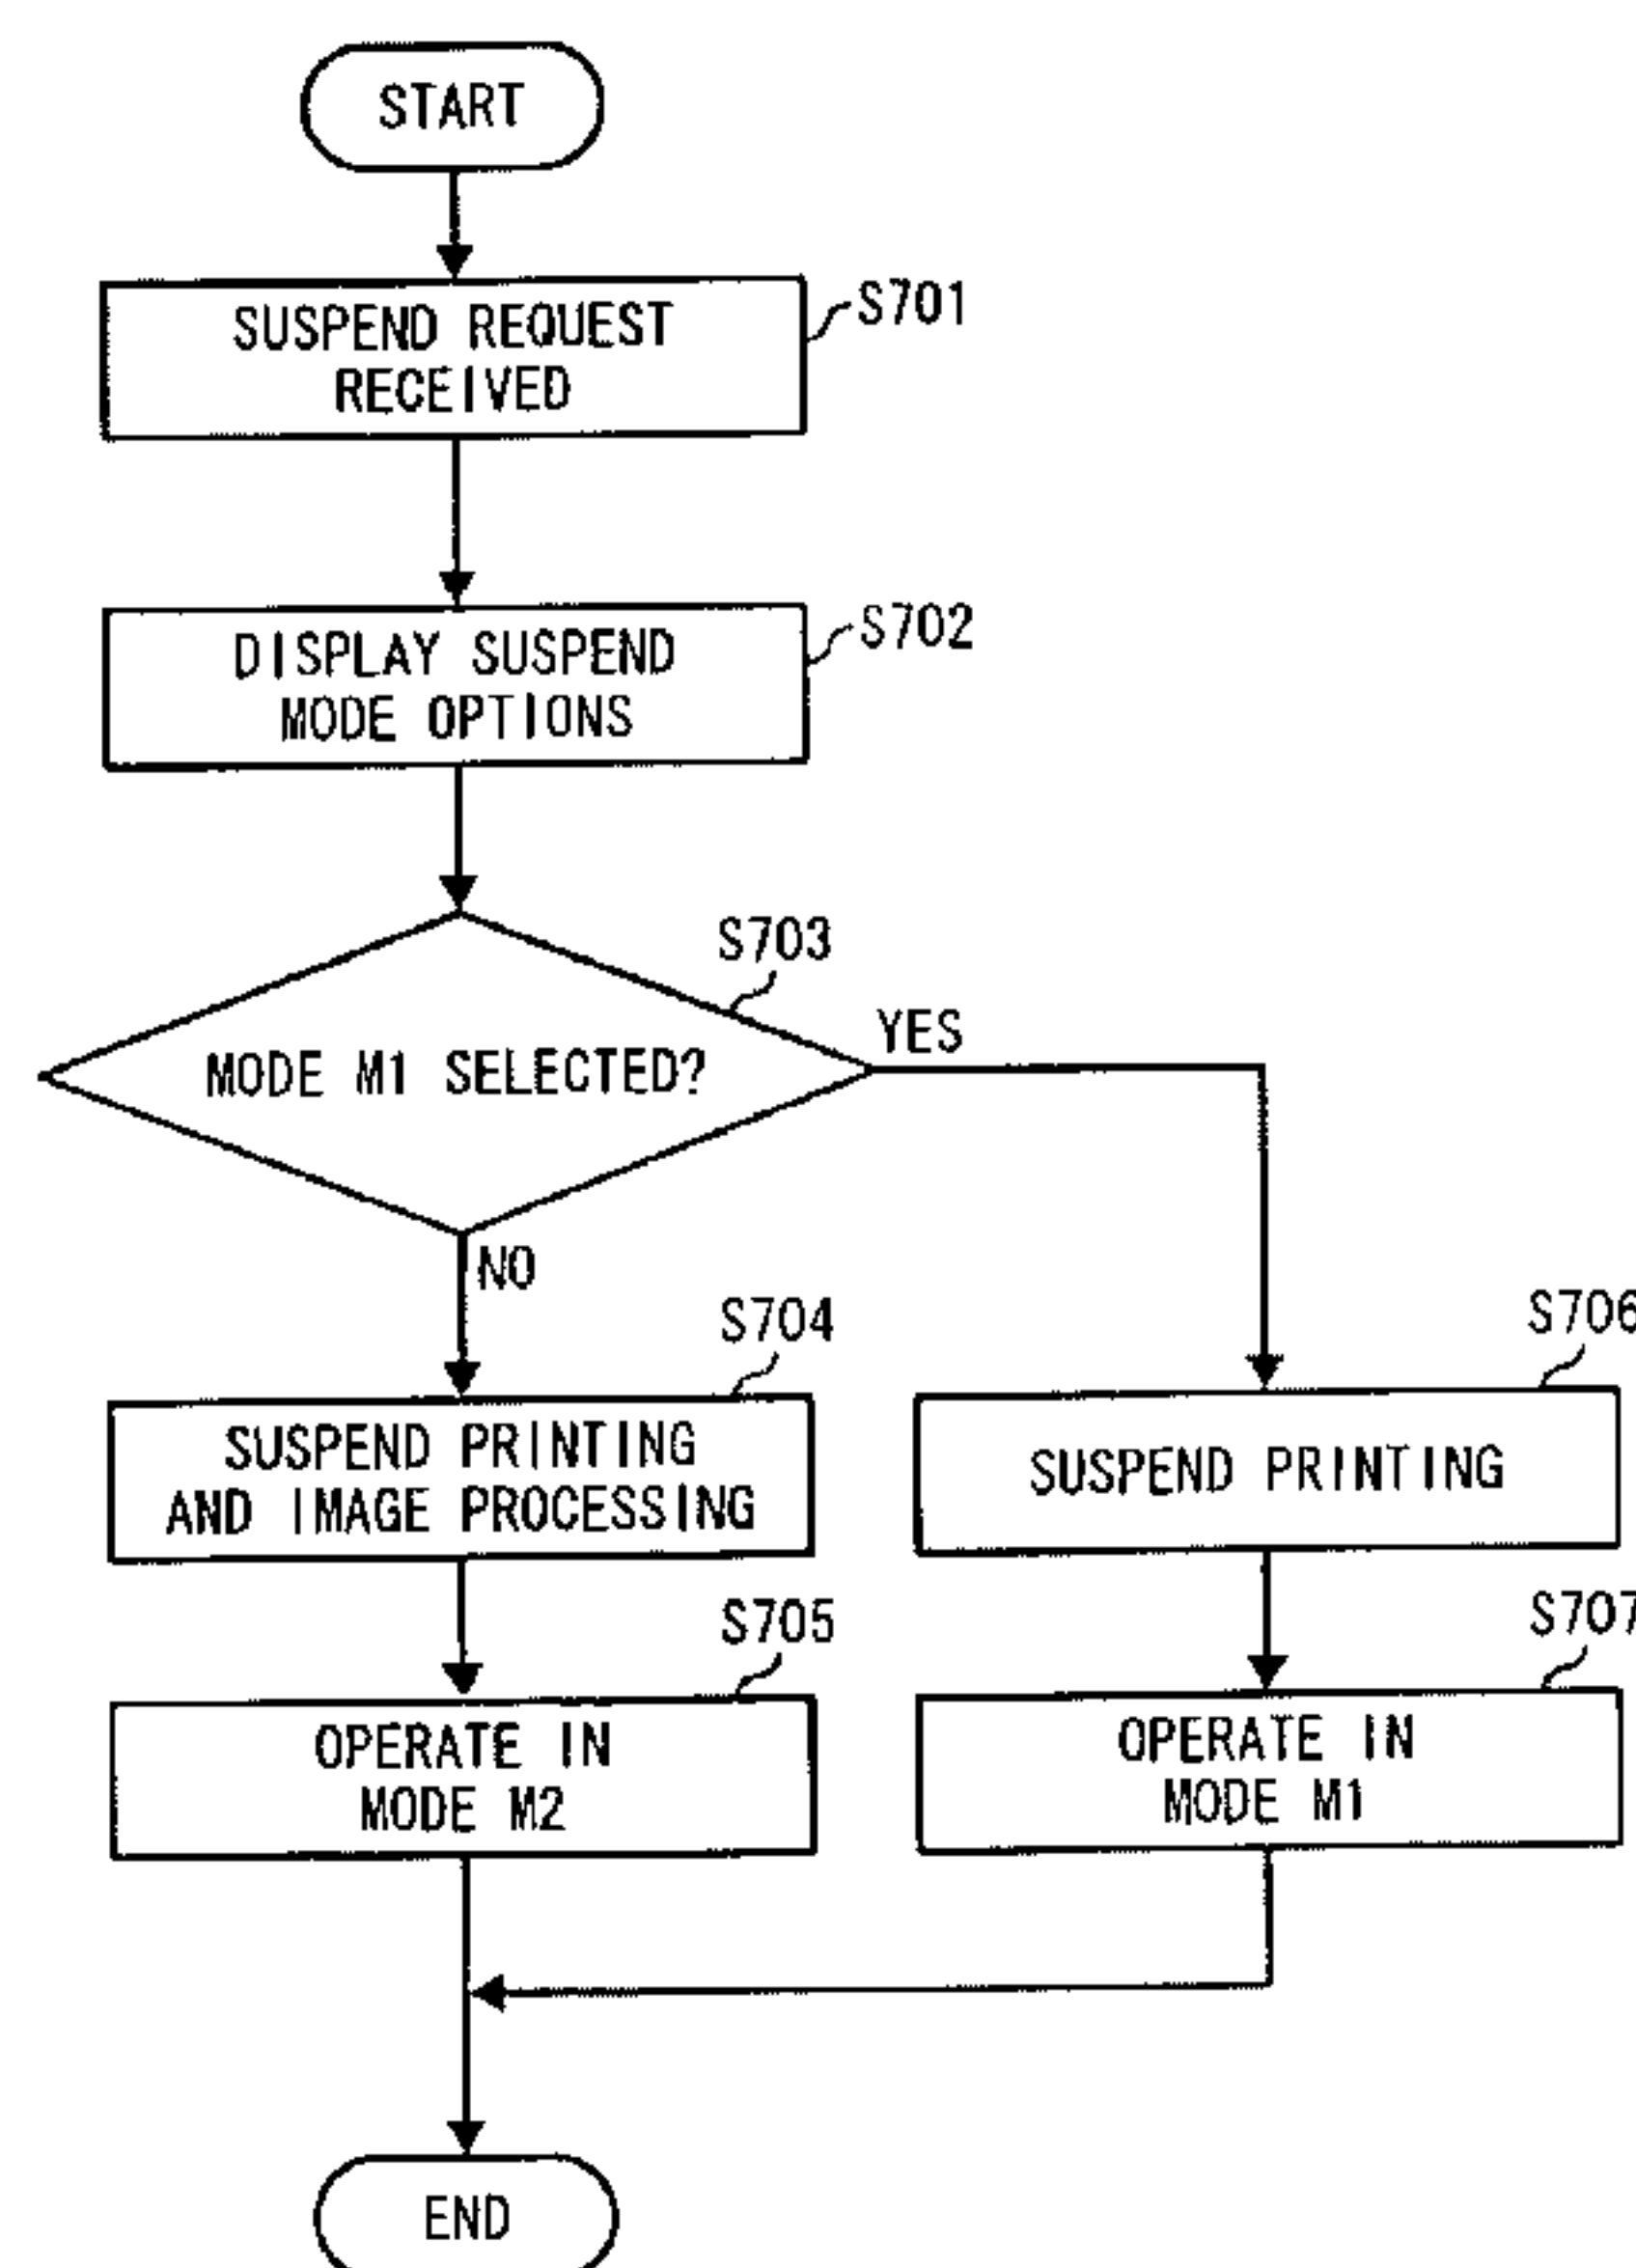 START
SUSPEND REQUEST
RECEIVED
S701
DISPLAY SUSPEND
MODE OPTIONS
S702
S703
MODE M1 SELECTED?
YES
NO
S704
SUSPEND PRINTING
AND IMAGE PROCESSING
S706
SUSPEND PRINTING
S705
OPERATE IN
MODE M2
S707
OPERATE IN
MODE M1
END